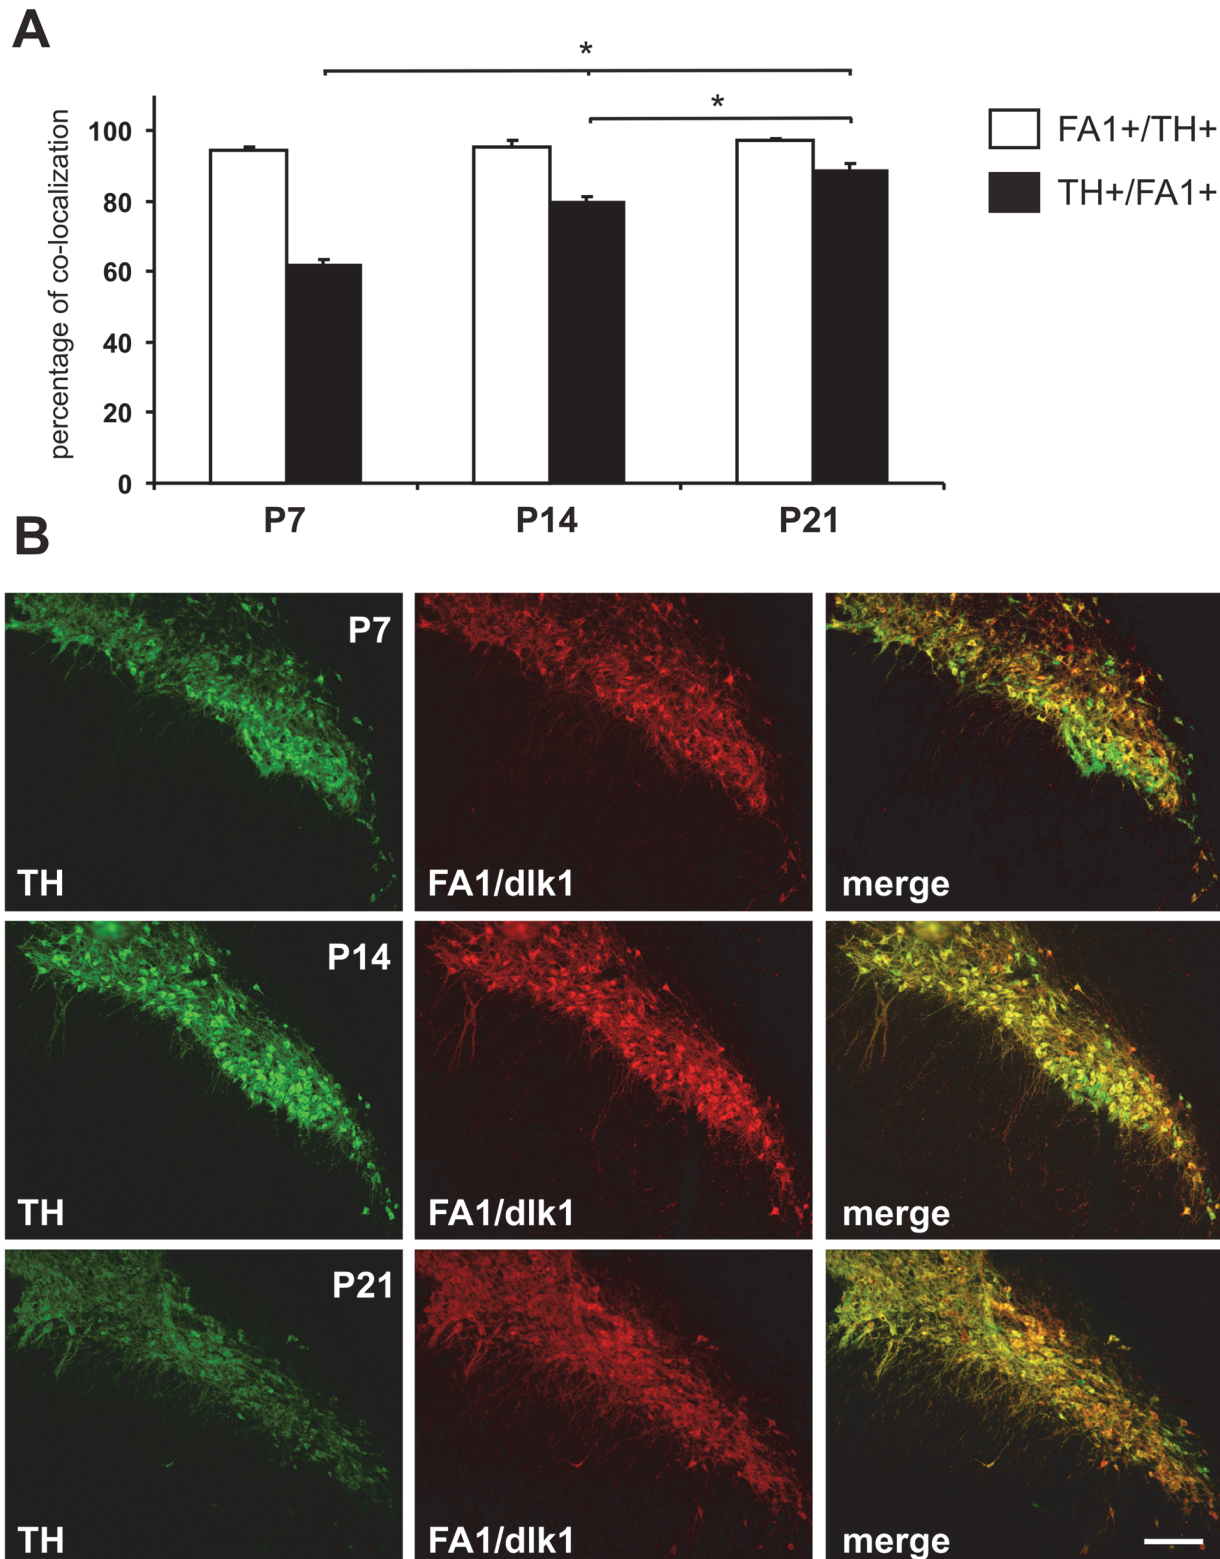 A
*
*
percentage of co-localization
100
80
60
40
20
0
P7
P14
P21
FA1+/TH+
TH+/FA1+
B
P7
TH
FA1/dlk1
merge
P14
TH
FA1/dlk1
merge
P21
TH
FA1/dlk1
merge